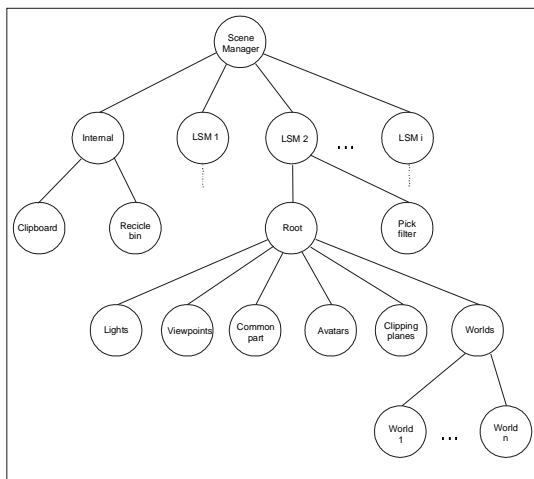 Scene
Manager
Internal
LSM 1
LSM 2
...
LSM i
Clipboard
Recicle
bin
Root
Pick
filter
Lights
Viewpoints
Common
part
Avatars
Clipping
planes
Worlds
World
1
...
World
n